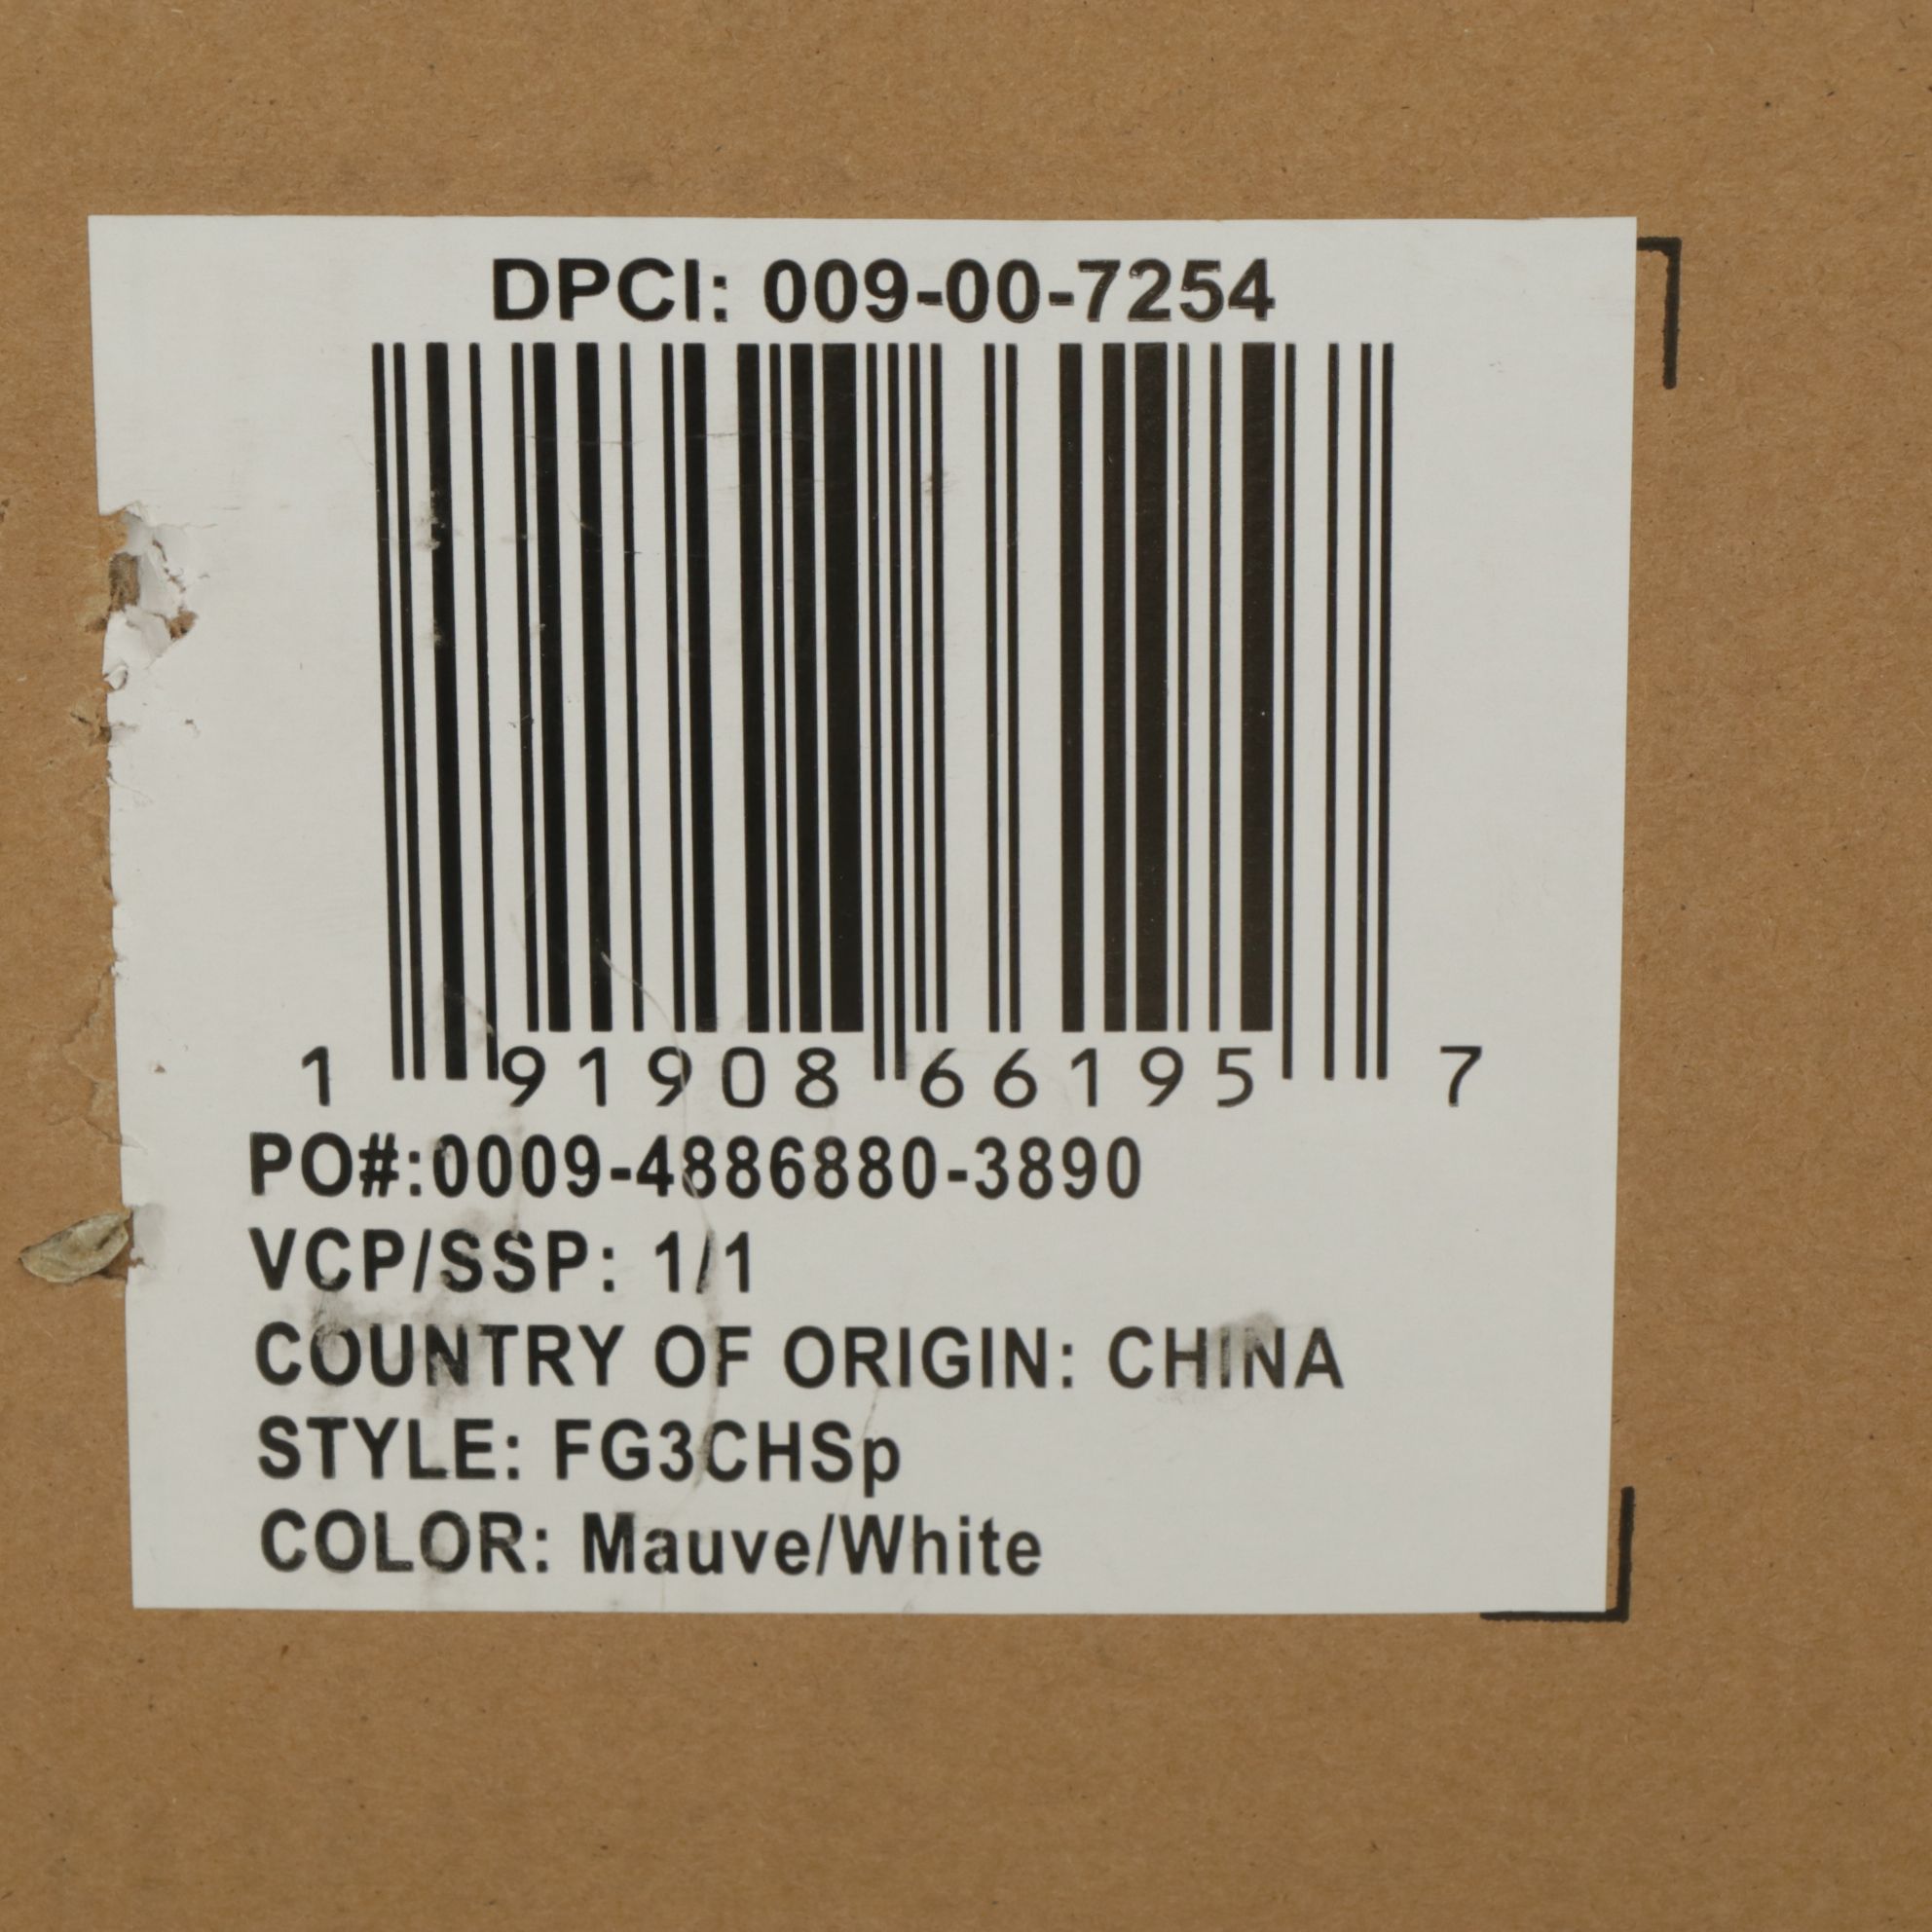 DPCI: 009-00-7254
1 91908 66195 7
PO#:0009-4886880-3890
VCP/SSP: 1/1
COUNTRY OF ORIGIN: CHINA
STYLE: FG3CHSp
COLOR: Mauve/White